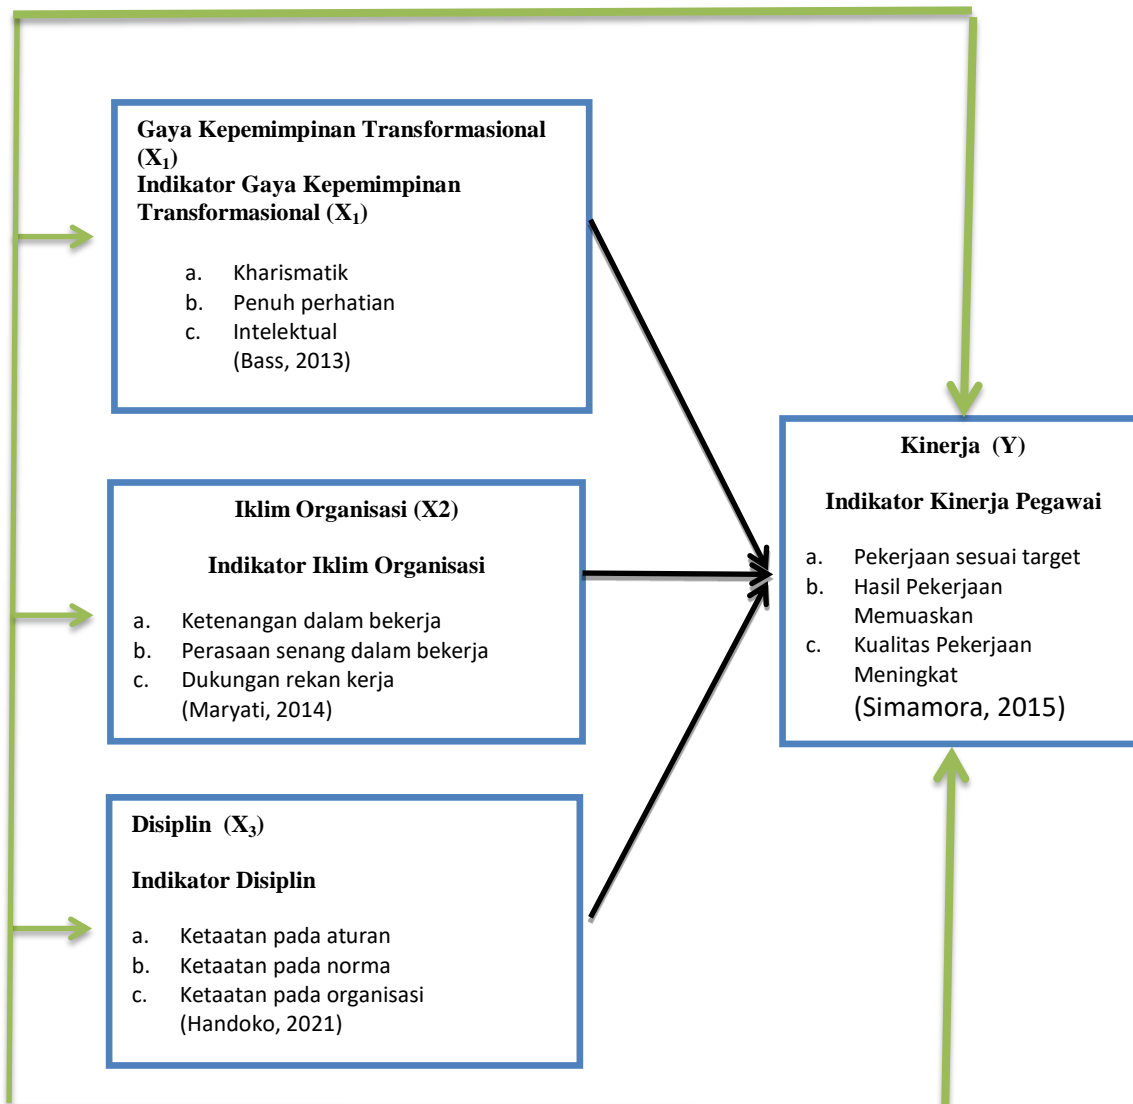 Gaya Kepemimpinan Transformasional
(X₁)
Indikator Gaya Kepemimpinan
Transformasional (X₁)
a. Kharismatik
b. Penuh perhatian
c. Intelektual
(Bass, 2013)
Iklim Organisasi (X2)
Indikator Iklim Organisasi
a. Ketenangan dalam bekerja
b. Perasaan senang dalam bekerja
c. Dukungan rekan kerja
(Maryati, 2014)
Disiplin (X₃)
Indikator Disiplin
a. Ketaatan pada aturan
b. Ketaatan pada norma
c. Ketaatan pada organisasi
(Handoko, 2021)
Kinerja (Y)
Indikator Kinerja Pegawai
a. Pekerjaan sesuai target
b. Hasil Pekerjaan
Memuaskan
c. Kualitas Pekerjaan
Meningkat
(Simamora, 2015)